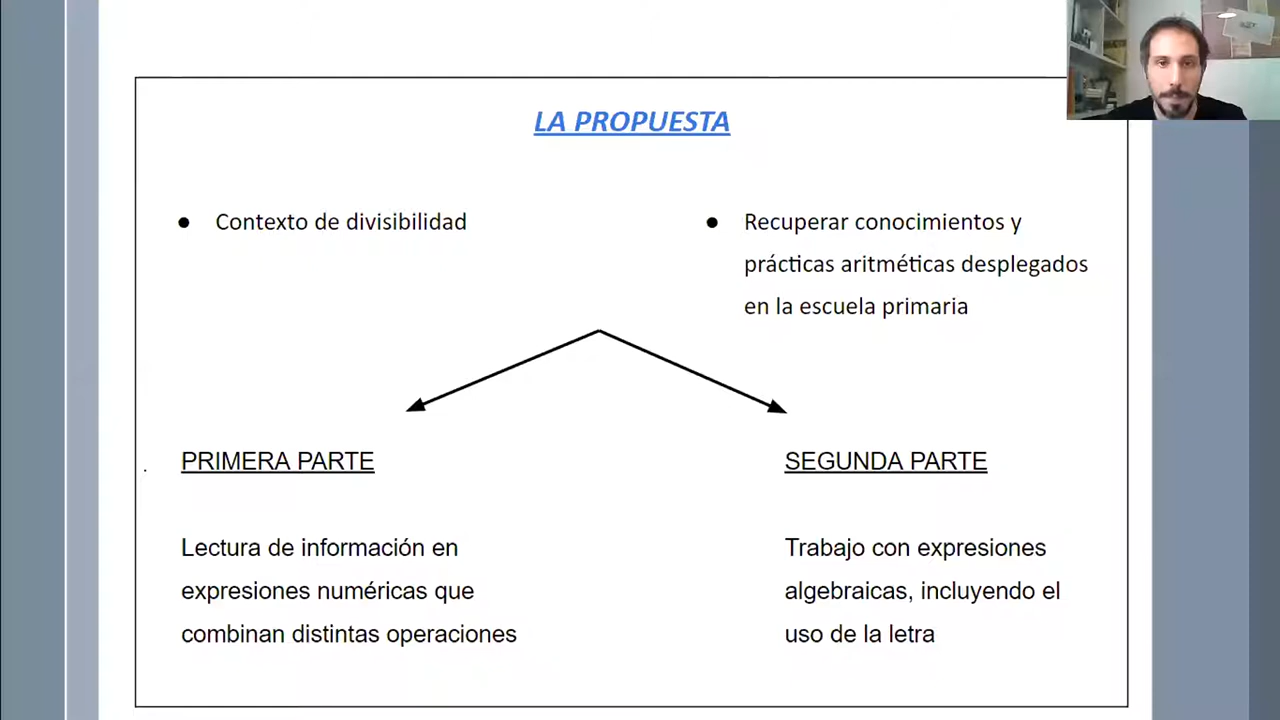 LA PROPUESTA
● Contexto de divisibilidad
● Recuperar conocimientos y
prácticas aritméticas desplegados
en la escuela primaria
. PRIMERA PARTE
Lectura de información en
expresiones numéricas que
combinan distintas operaciones
SEGUNDA PARTE
Trabajo con expresiones
algebraicas, incluyendo el
uso de la letra